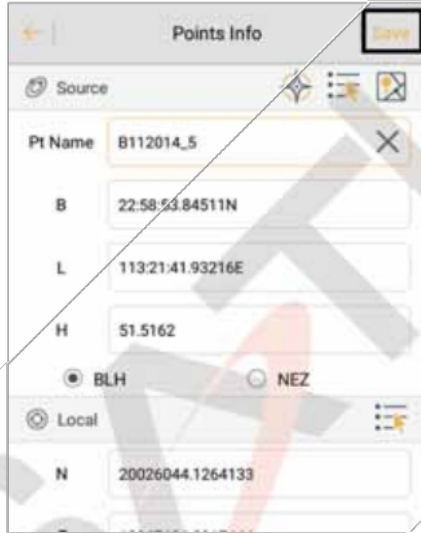 Points Info Save
Source
Pt Name B112014_5
B 22:58:53.84511N
L 113:21:41.93216E
H 51.5162
BLH NEZ
Local
N 20026044.1264133